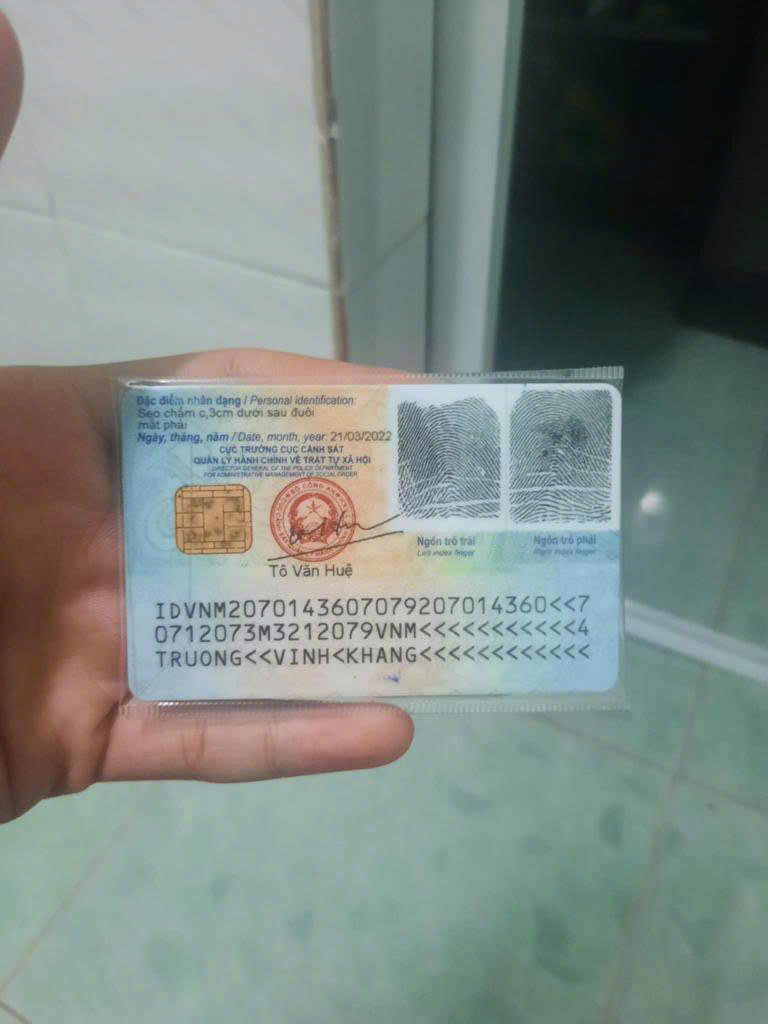 Đặc điểm nhân dạng / Personal identification:
Sẹo chấm c,3cm dưới sau đuôi
mắt phải
Ngày, tháng, năm / Date, month, year: 21/03/2022
CỤC TRƯỞNG CỤC CẢNH SÁT
QUẢN LÝ HÀNH CHÍNH VỀ TRẬT TỰ XÃ HỘI
DIRECTOR GENERAL OF THE POLICE DEPARTMENT
FOR ADMINISTRATIVE MANAGEMENT OF SOCIAL ORDER
Tô Văn Huệ
Ngón trỏ trái
Left index finger
Ngón trỏ phải
Right index finger
IDVNM2070143607079207014360<<7
0712073M3212079VNM<<<<<<<<<<<4
TRUONG<<VINH<KHANG<<<<<<<<<<<<